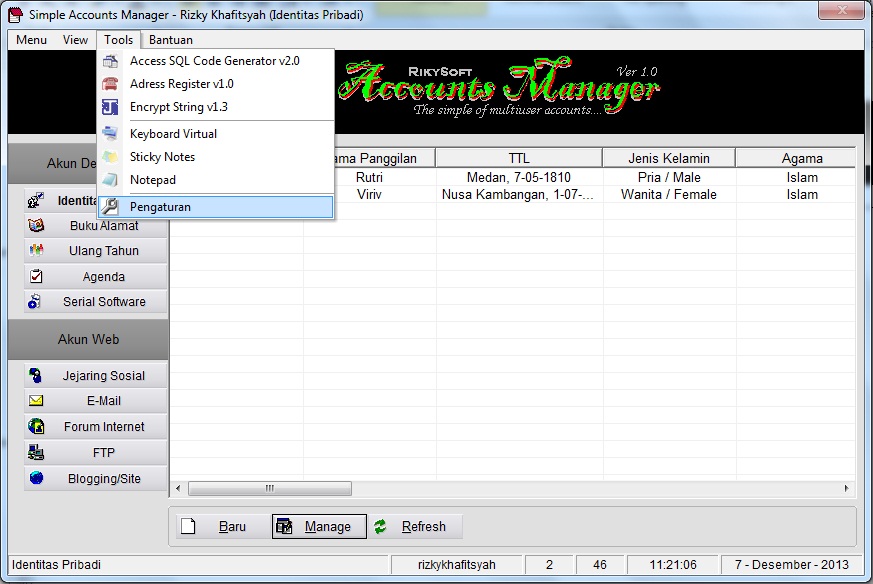 Simple Accounts Manager - Rizky Khafitsyah (Identitas Pribadi)
Menu View Tools Bantuan
Access SQL Code Generator v2.0
Adress Register v1.0
Encrypt String v1.3
Keyboard Virtual
Sticky Notes
Notepad
Pengaturan
RIKYSOFT Ver 1.0
Accounts Manager
The simple of multiuser accounts....
Akun De
Identita
Buku Alamat
Ulang Tahun
Agenda
Serial Software
Akun Web
Jejaring Sosial
E-Mail
Forum Internet
FTP
Blogging/Site
ama Panggilan TTL Jenis Kelamin Agama
Rutri Medan, 7-05-1810 Pria / Male Islam
Viriv Nusa Kambangan, 1-07-... Wanita / Female Islam
Baru Manage Refresh
Identitas Pribadi rizkykhafitsyah 2 46 11:21:06 7 - Desember - 2013